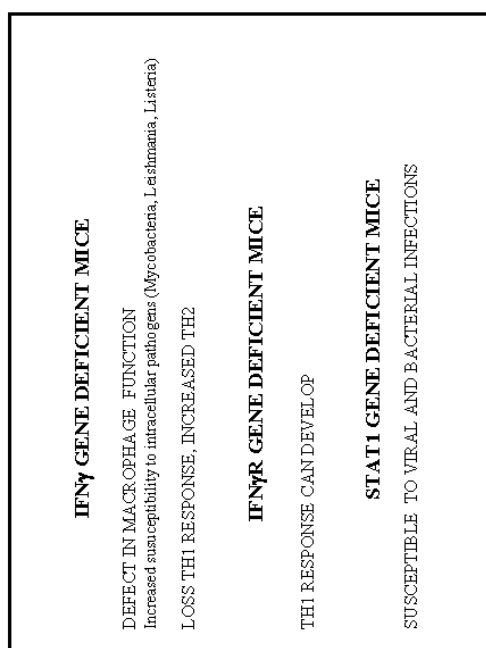 IFNγ GENE DEFICIENT MICE
DEFECT IN MACROPHAGE FUNCTION
Increased susuceptibility to intracellular pathogens (Mycobacteria, Leishmania, Listeria)
LOSS TH1 RESPONSE, INCREASED TH2
IFNγR GENE DEFICIENT MICE
TH1 RESPONSE CAN DEVELOP
STAT1 GENE DEFICIENT MICE
SUSCEPTIBLE TO VIRAL AND BACTERIAL INFECTIONS